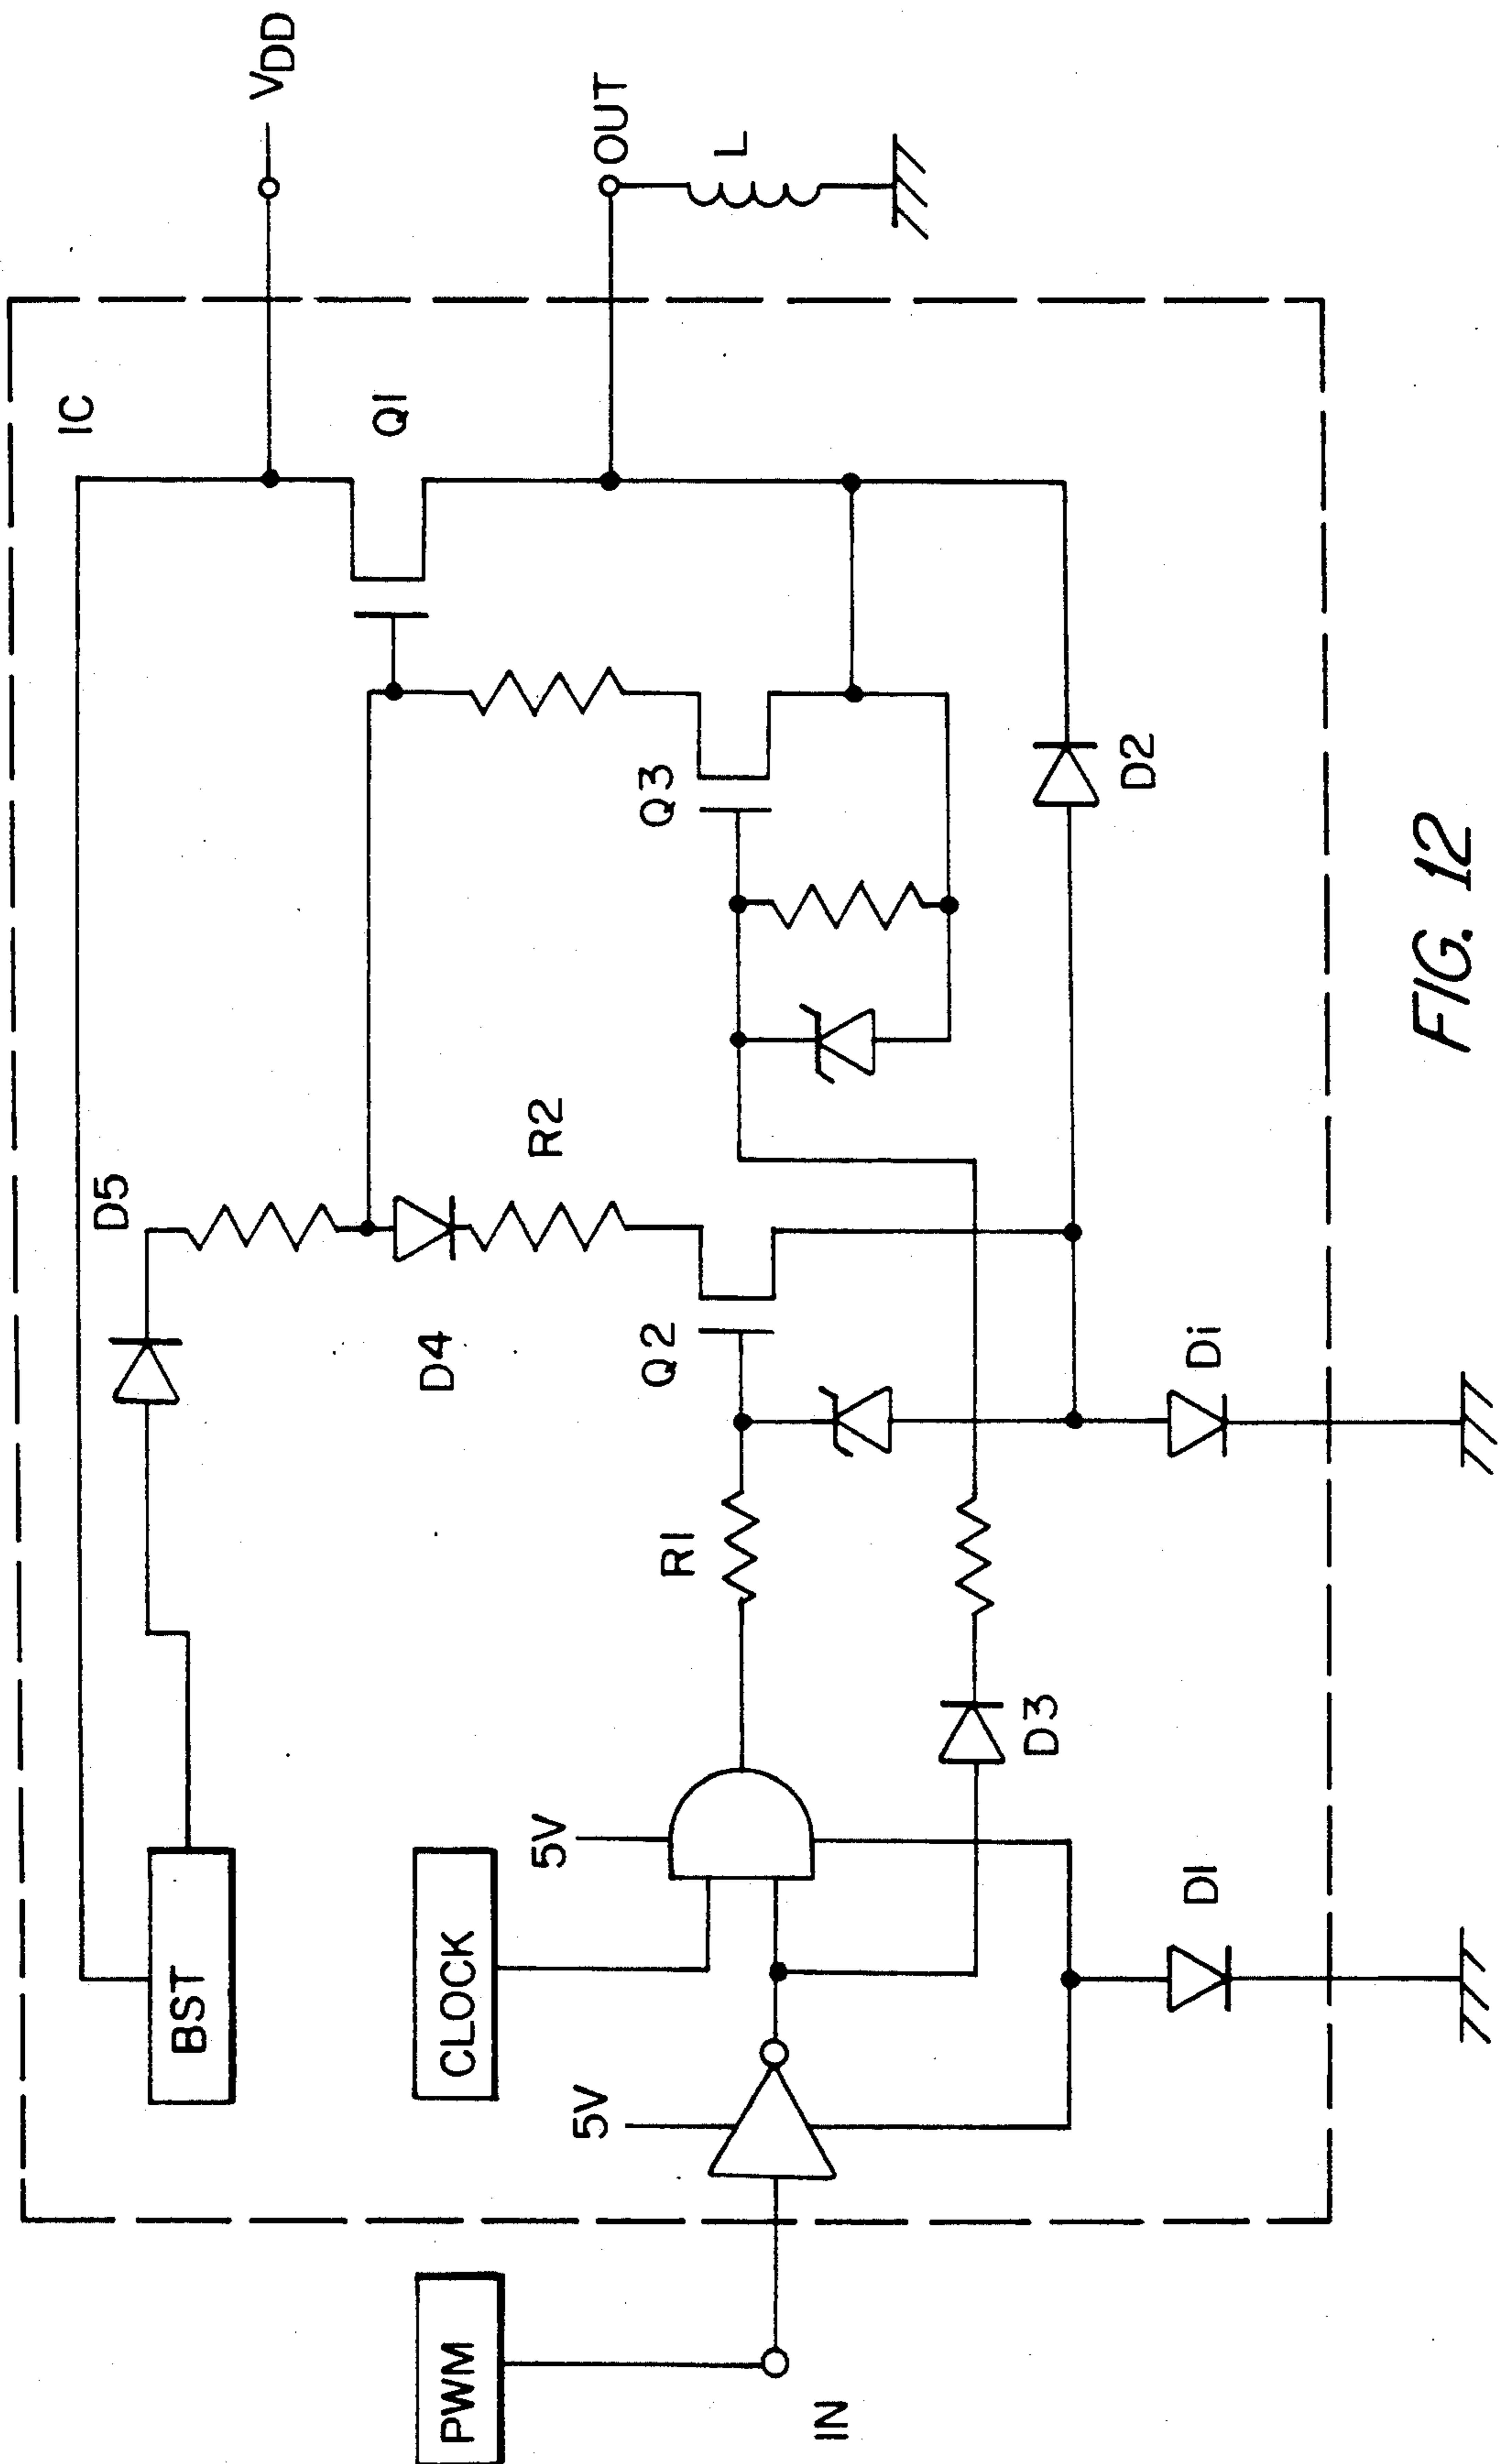 IC
VDD
D5
BST
Q1
OUT
L
D4
R2
CLOCK
5V
Q3
5V
Q2
R1
PWM
IN
D3
D2
D1
Di
FIG. 12